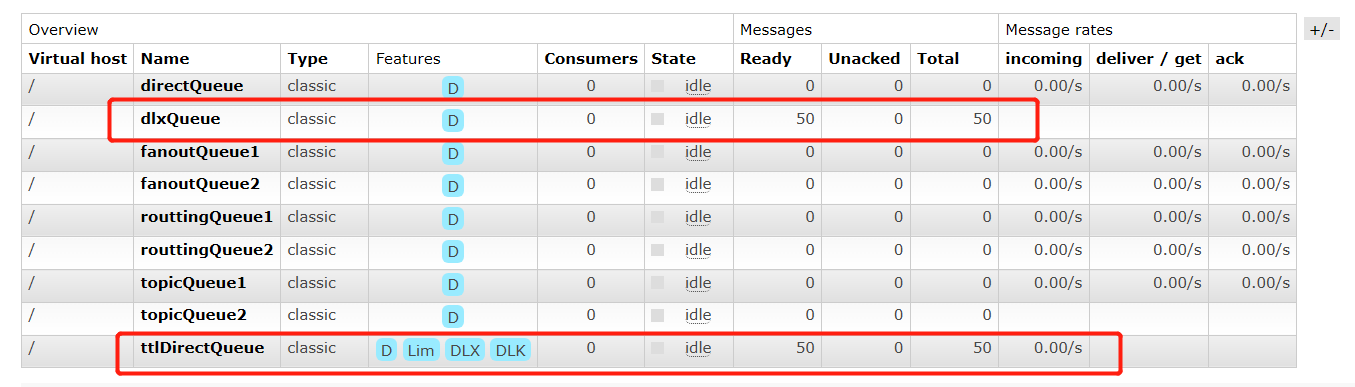 Overview Messages Message rates +/-
Virtual host Name Type Features Consumers State Ready Unacked Total incoming deliver / get ack
/ directQueue classic D 0 idle 0 0 0 0.00/s 0.00/s 0.00/s
/ dlxQueue classic D 0 idle 50 0 50
/ fanoutQueue1 classic D 0 idle 0 0 0 0.00/s 0.00/s 0.00/s
/ fanoutQueue2 classic D 0 idle 0 0 0 0.00/s 0.00/s 0.00/s
/ routtingQueue1 classic D 0 idle 0 0 0 0.00/s 0.00/s 0.00/s
/ routtingQueue2 classic D 0 idle 0 0 0 0.00/s 0.00/s 0.00/s
/ topicQueue1 classic D 0 idle 0 0 0 0.00/s 0.00/s 0.00/s
/ topicQueue2 classic D 0 idle 0 0 0
/ ttlDirectQueue classic D Lim DLX DLK 0 idle 50 0 50 0.00/s